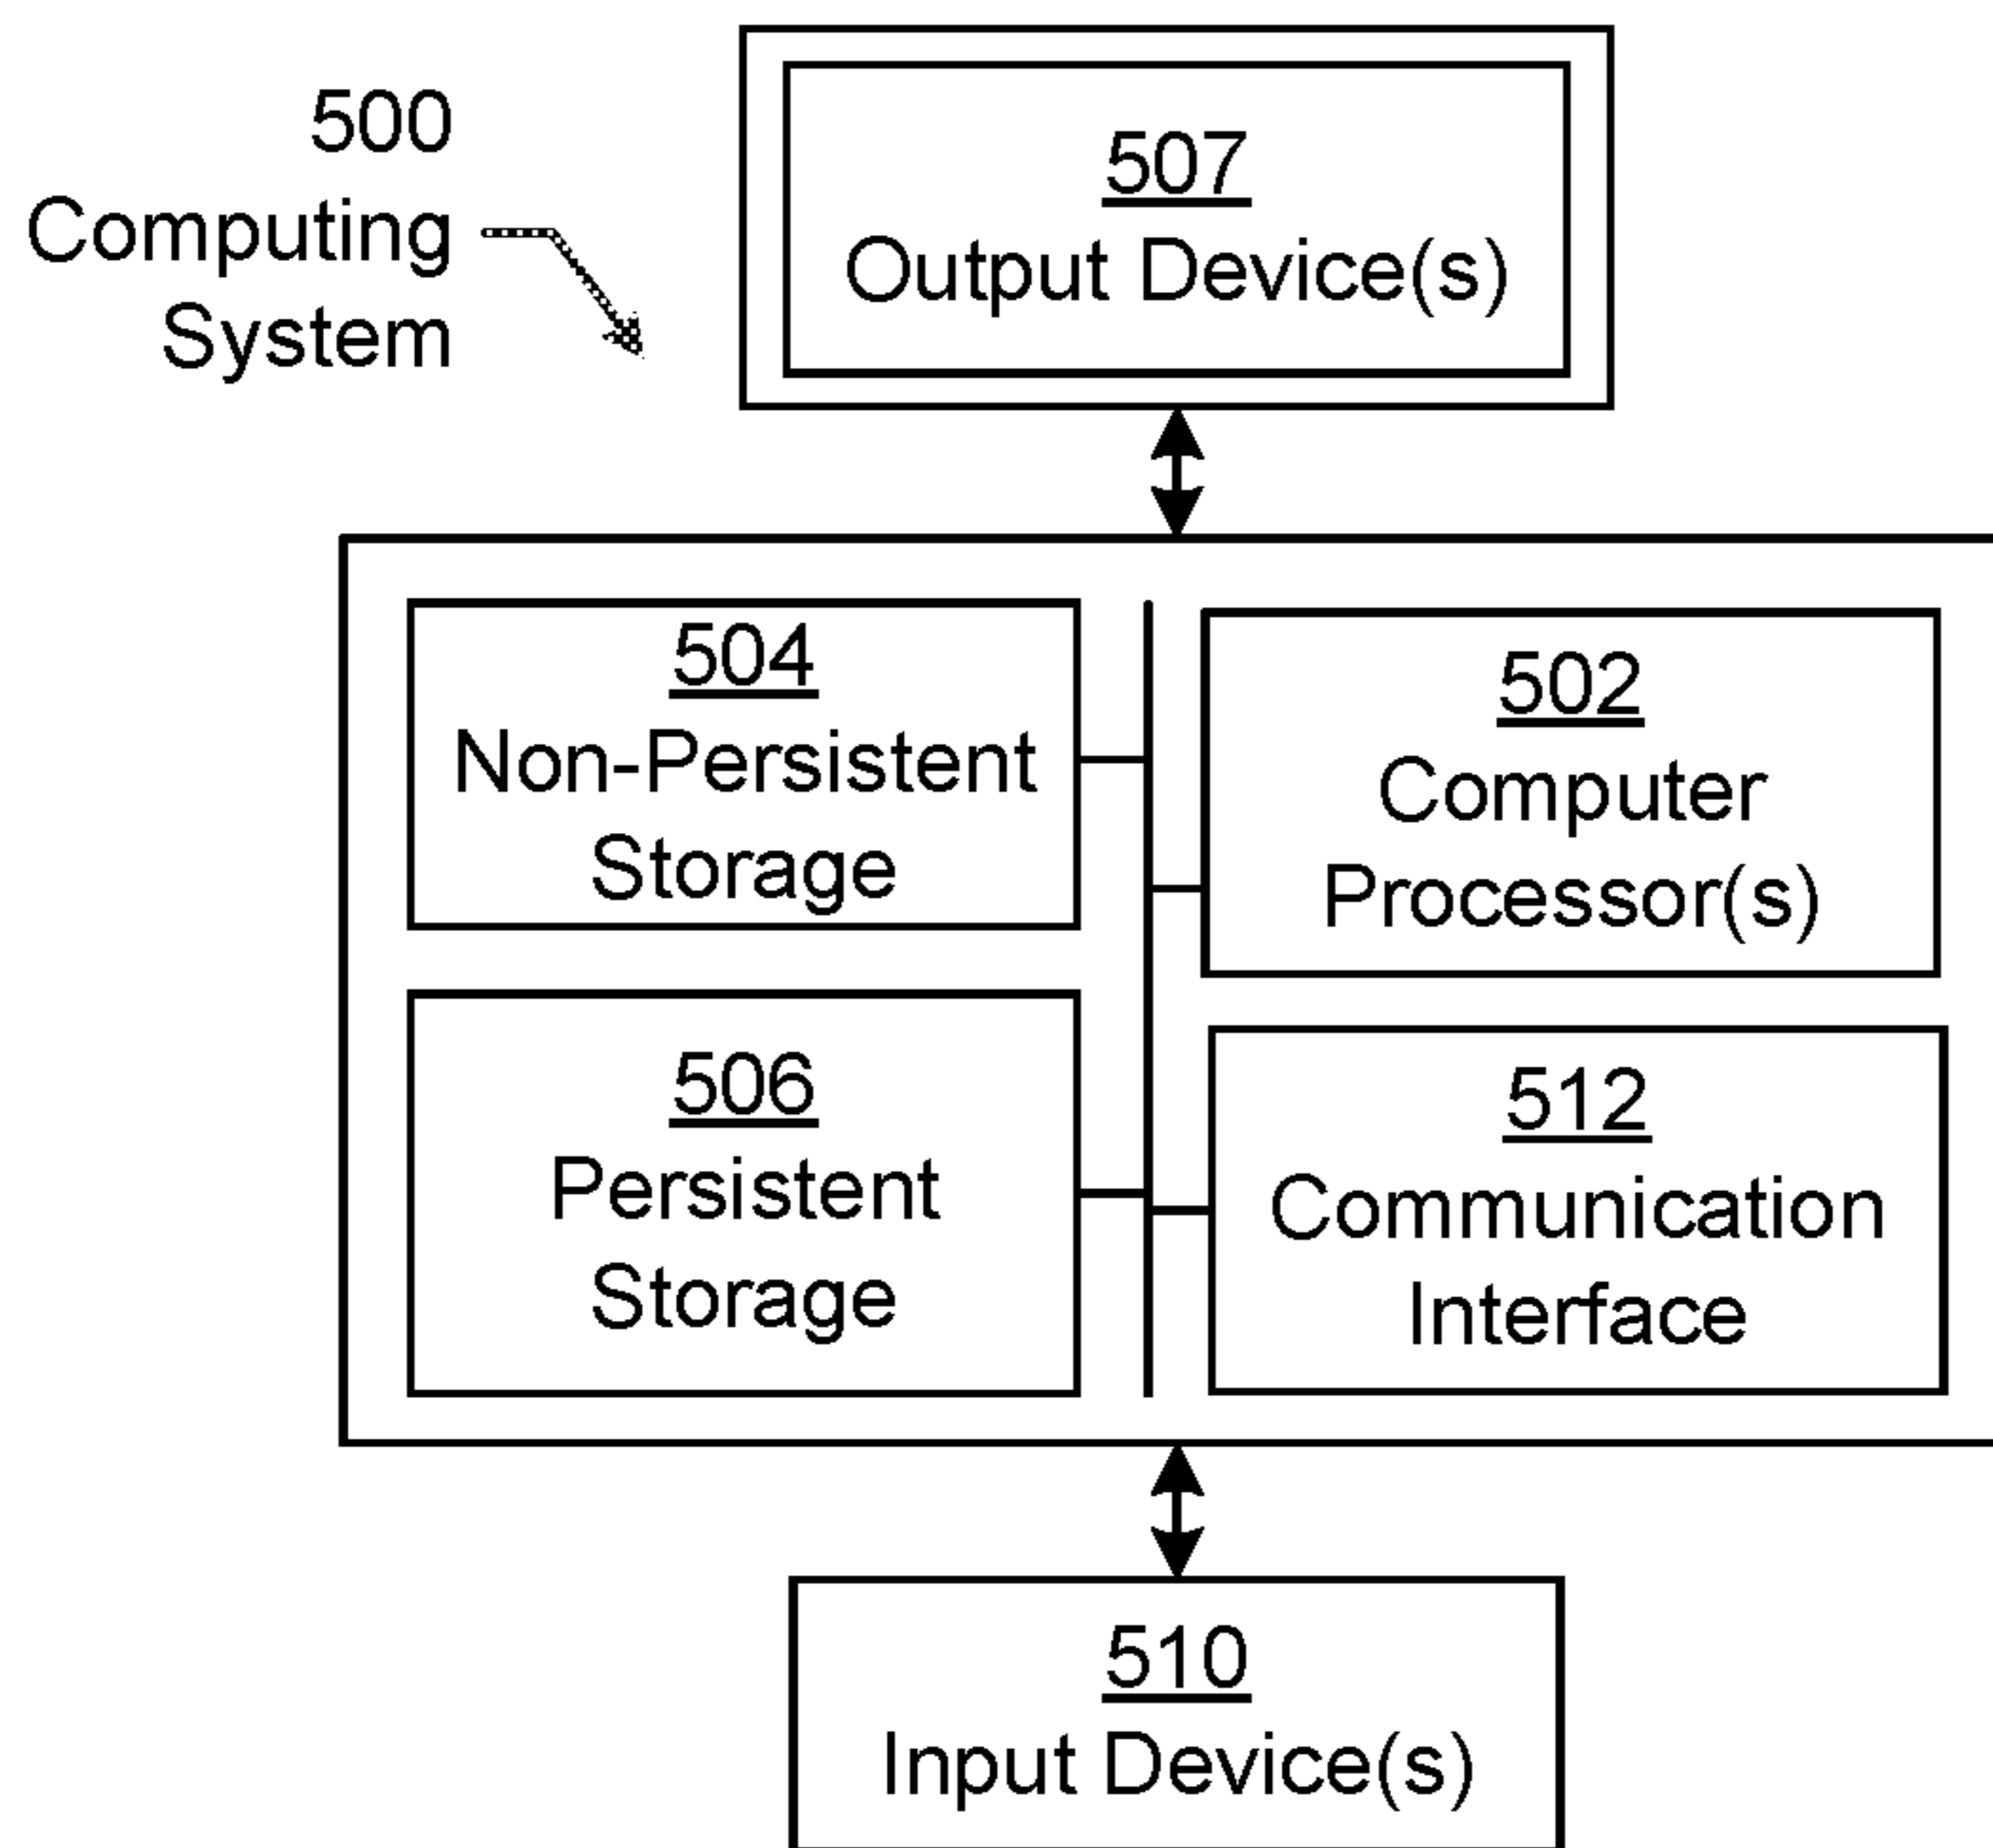 500
Computing
System
507
Output Device(s)
504
Non-Persistent
Storage
502
Computer
Processor(s)
506
Persistent
Storage
512
Communication
Interface
510
Input Device(s)